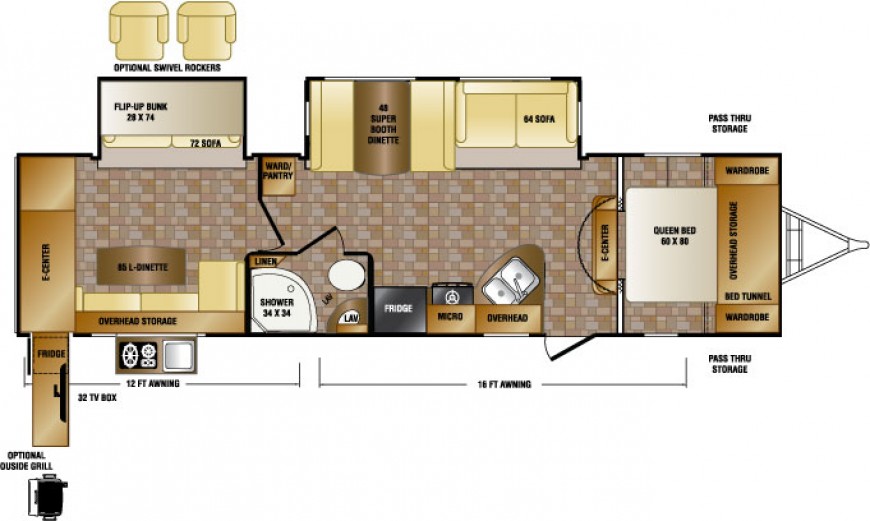 OPTIONAL SWIVEL ROCKERS
FLIP-UP BUNK
28 X 74
72 SOFA
48
SUPER
BOOTH
DINETTE
64 SOFA
PASS THRU
STORAGE
WARD/
PANTRY
WARDROBE
E-CENTER
85 L-DINETTE
OVERHEAD STORAGE
LINEN
SHOWER
34 X 34
LAV
LAV
FRIDGE
MICRO
OVERHEAD
E-CENTER
QUEEN BED
60 X 80
OVERHEAD STORAGE
BED TUNNEL
WARDROBE
FRIDGE
12 FT AWNING
16 FT AWNING
PASS THRU
STORAGE
32 TV BOX
OPTIONAL
OUSIDE GRILL